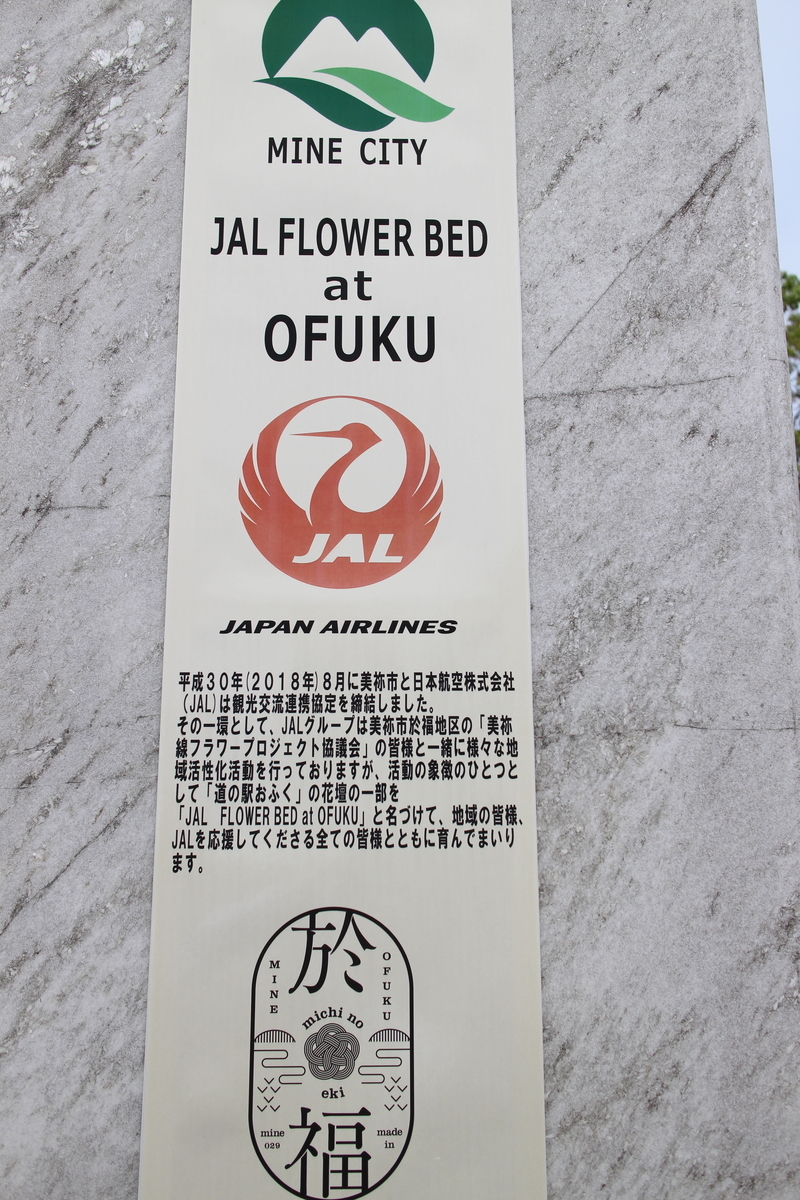 MINE CITY
JAL FLOWER BED
at
OFUKU
JAL
JAPAN AIRLINES
平成３０年(２０１８年)８月に美祢市と日本航空株式会社
（JAL)は観光交流連携協定を締結しました。
その一環として、JALグループは美祢市於福地区の「美祢
線フラワープロジェクト協議会」の皆様と一緒に様々な地
域活性化活動を行っておりますが、活動の象徴のひとつと
して「道の駅おふく」の花壇の一部を
「JAL　FLOWER BED at OFUKU」と名づけて、地域の皆様、
JALを応援してくださる全ての皆様とともに育んでまいり
ます。
於
MINE
OFUKU
michi no
eki
福
mine
029
made
in